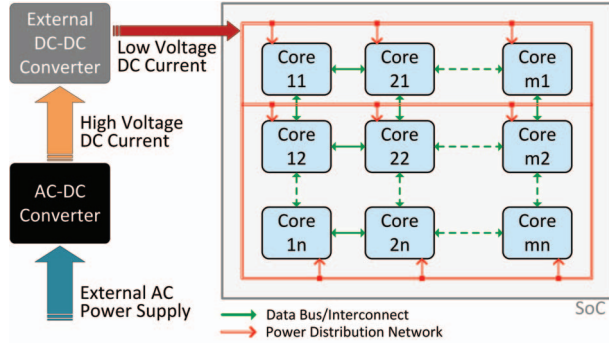 External
DC-DC
Converter
Low Voltage
DC Current
High Voltage
DC Current
AC-DC
Converter
External AC
Power Supply
Core
11
Core
21
Core
m1
Core
12
Core
22
Core
m2
Core
1n
Core
2n
Core
mn
SoC
Data Bus/Interconnect
Power Distribution Network